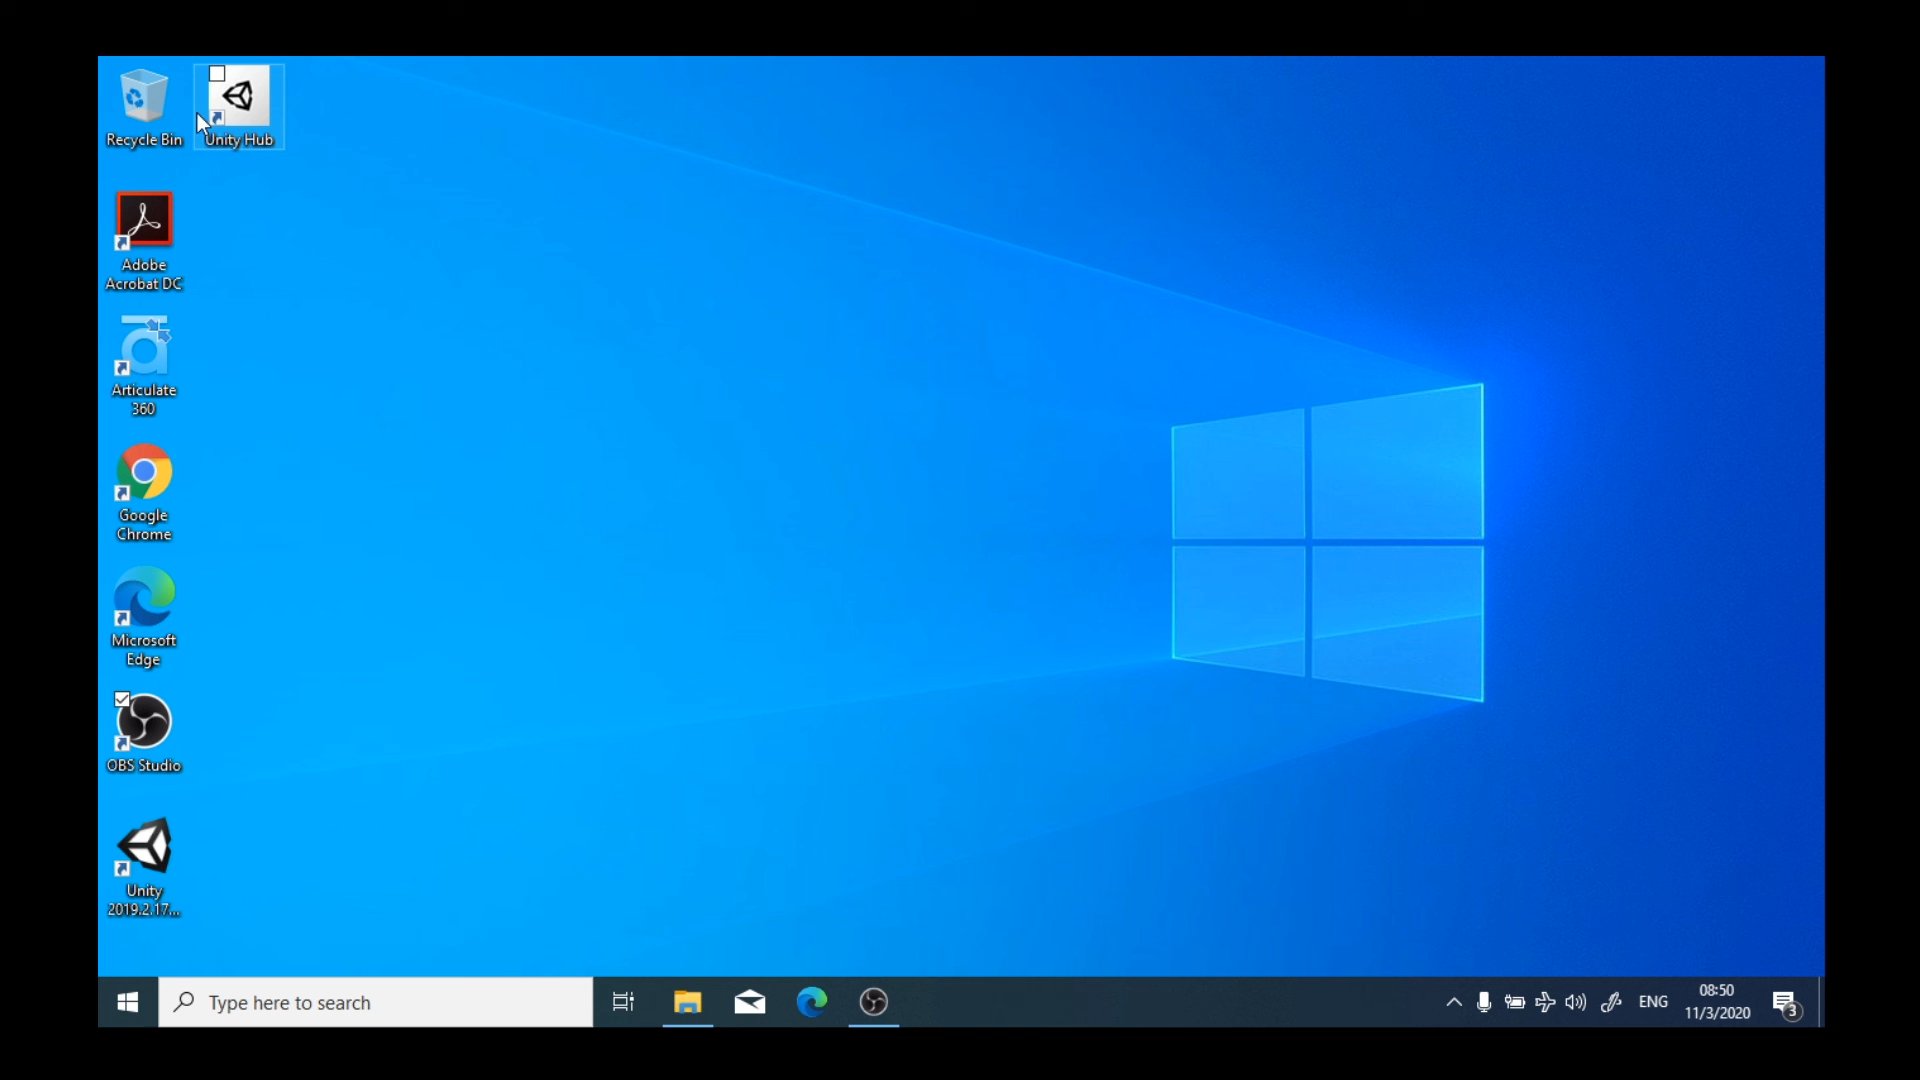 Recycle Bin
Unity Hub
Adobe
Acrobat DC
Articulate
360
Google
Chrome
Microsoft
Edge
OBS Studio
Unity
2019.2.17...
Type here to search
ENG
08:50
11/3/2020
3